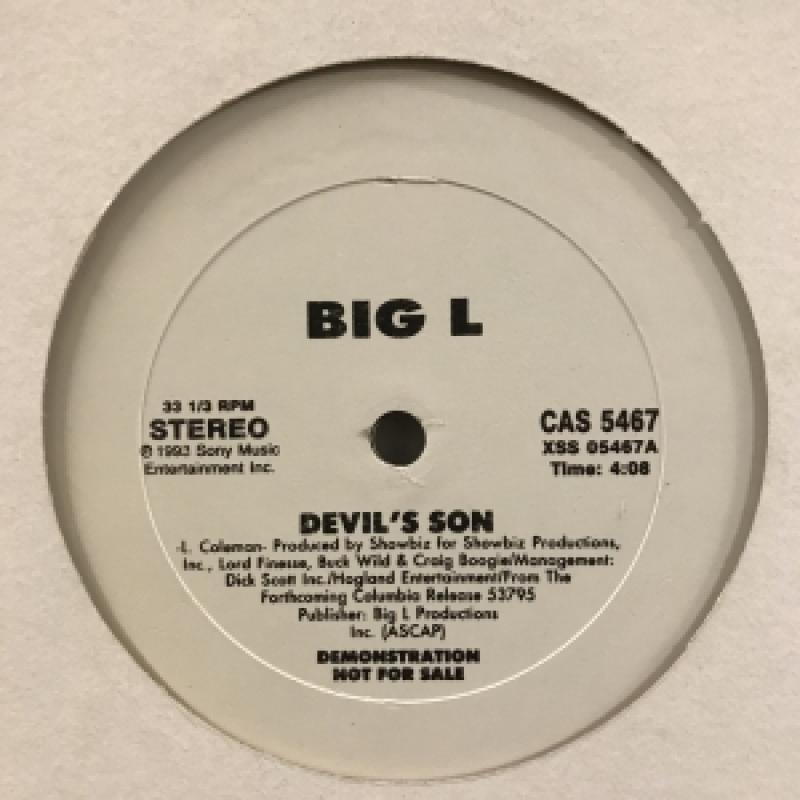 BIG L
33 1/3 RPM
STEREO
℗ 1993 Sony Music
Entertainment Inc.
CAS 5467
XSS 05467A
Time: 4:08
DEVIL'S SON
-L. Coleman- Produced by Showbiz for Showbiz Productions,
Inc., Lord Finesse, Buck Wild & Craig Boogie/Management:
Dick Scott Inc./Hogland Entertainment/From The
Forthcoming Columbia Release 53795
Publisher: Big L Productions
Inc. (ASCAP)
DEMONSTRATION
NOT FOR SALE